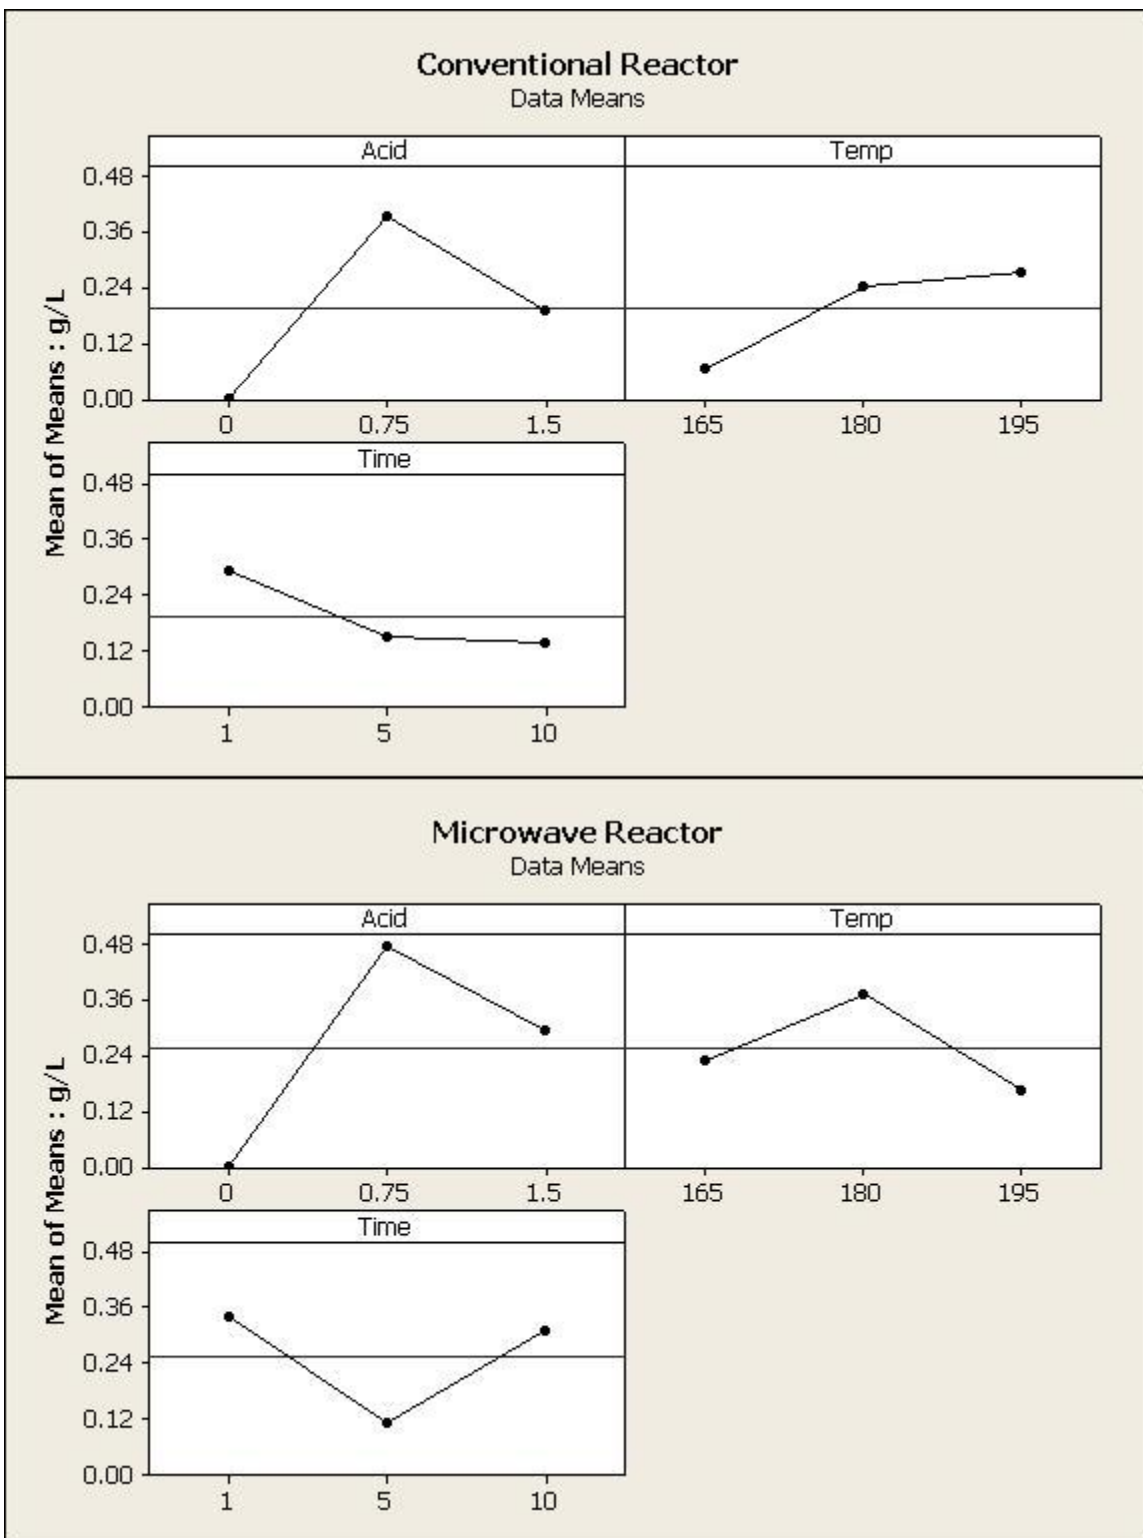 Conventional Reactor
Data Means
Mean of Means : g/L
Acid Temp
0.48
0.36
0.24
0.12
0.00
0 0.75 1.5 165 180 195
Time
0.48
0.36
0.24
0.12
0.00
1 5 10
Microwave Reactor
Data Means
Mean of Means : g/L
Acid Temp
0.48
0.36
0.24
0.12
0.00
0 0.75 1.5 165 180 195
Time
0.48
0.36
0.24
0.12
0.00
1 5 10